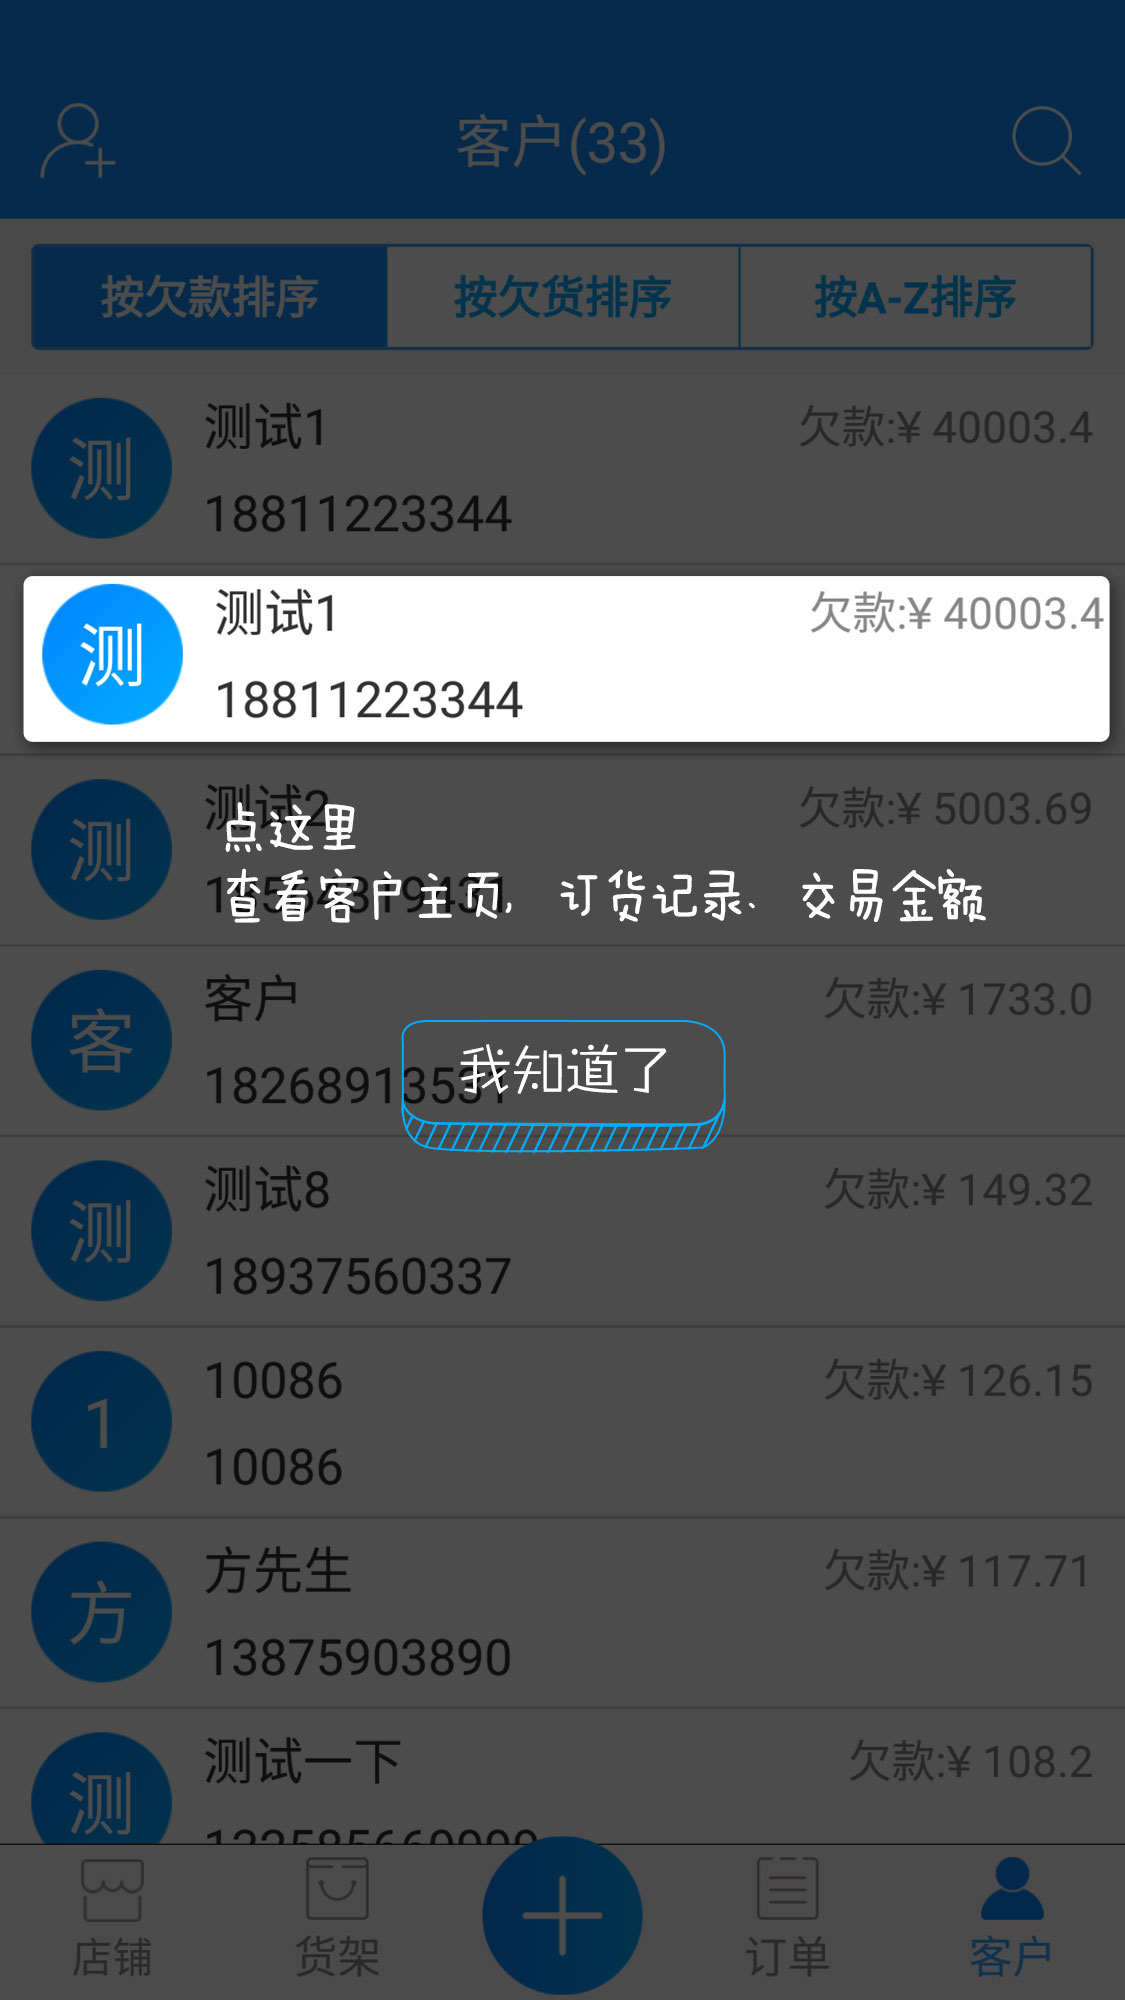 客户(33)
按欠款排序 按欠货排序 按A-Z排序
测 测试1 欠款:¥ 40003.4
18811223344
测 测试1 欠款:¥ 40003.4
18811223344
测 测试2 欠款:¥ 5003.69
点这里
查看客户主页, 订货记录、交易金额
客 客户 欠款:¥ 1733.0
18268913531
我知道了
测 测试8 欠款:¥ 149.32
18937560337
1 10086 欠款:¥ 126.15
10086
方 方先生 欠款:¥ 117.71
13875903890
测 测试一下 欠款:¥ 108.2
店铺 货架 订单 客户